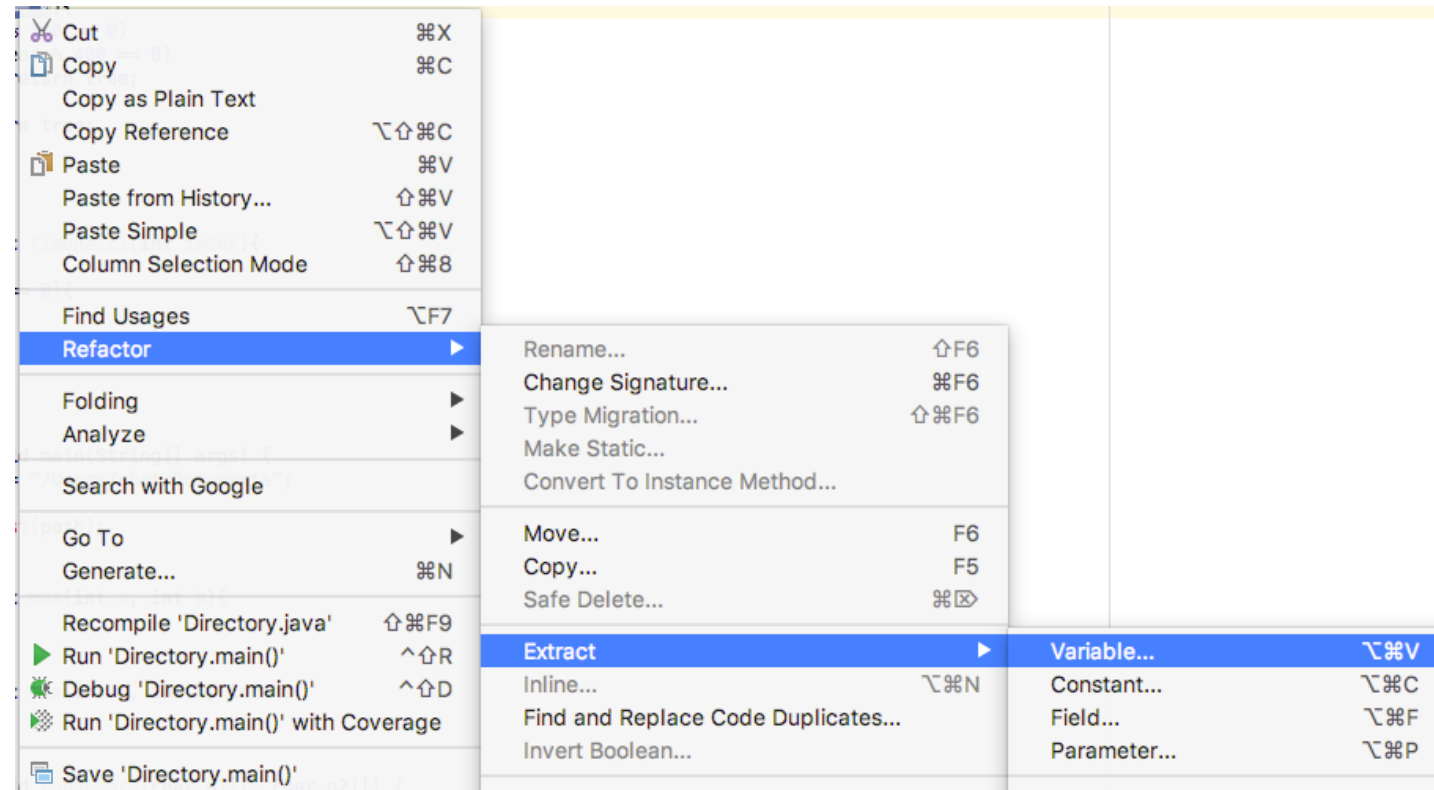 Cut ⌘X
Copy ⌘C
Copy as Plain Text
Copy Reference ⌥⇧⌘C
Paste ⌘V
Paste from History... ⇧⌘V
Paste Simple ⌥⇧⌘V
Column Selection Mode ⇧⌘8
Find Usages ⌥F7
Refactor
Folding
Analyze
Search with Google
Go To
Generate... ⌘N
Recompile 'Directory.java' ⇧⌘F9
Run 'Directory.main()' ^⇧R
Debug 'Directory.main()' ^⇧D
Run 'Directory.main()' with Coverage
Save 'Directory.main()'
Rename... ⇧F6
Change Signature... ⌘F6
Type Migration... ⇧⌘F6
Make Static...
Convert To Instance Method...
Move... F6
Copy... F5
Safe Delete... ⌘⌦
Extract
Inline... ⌥⌘N
Find and Replace Code Duplicates...
Invert Boolean...
Variable... ⌥⌘V
Constant... ⌥⌘C
Field... ⌥⌘F
Parameter... ⌥⌘P